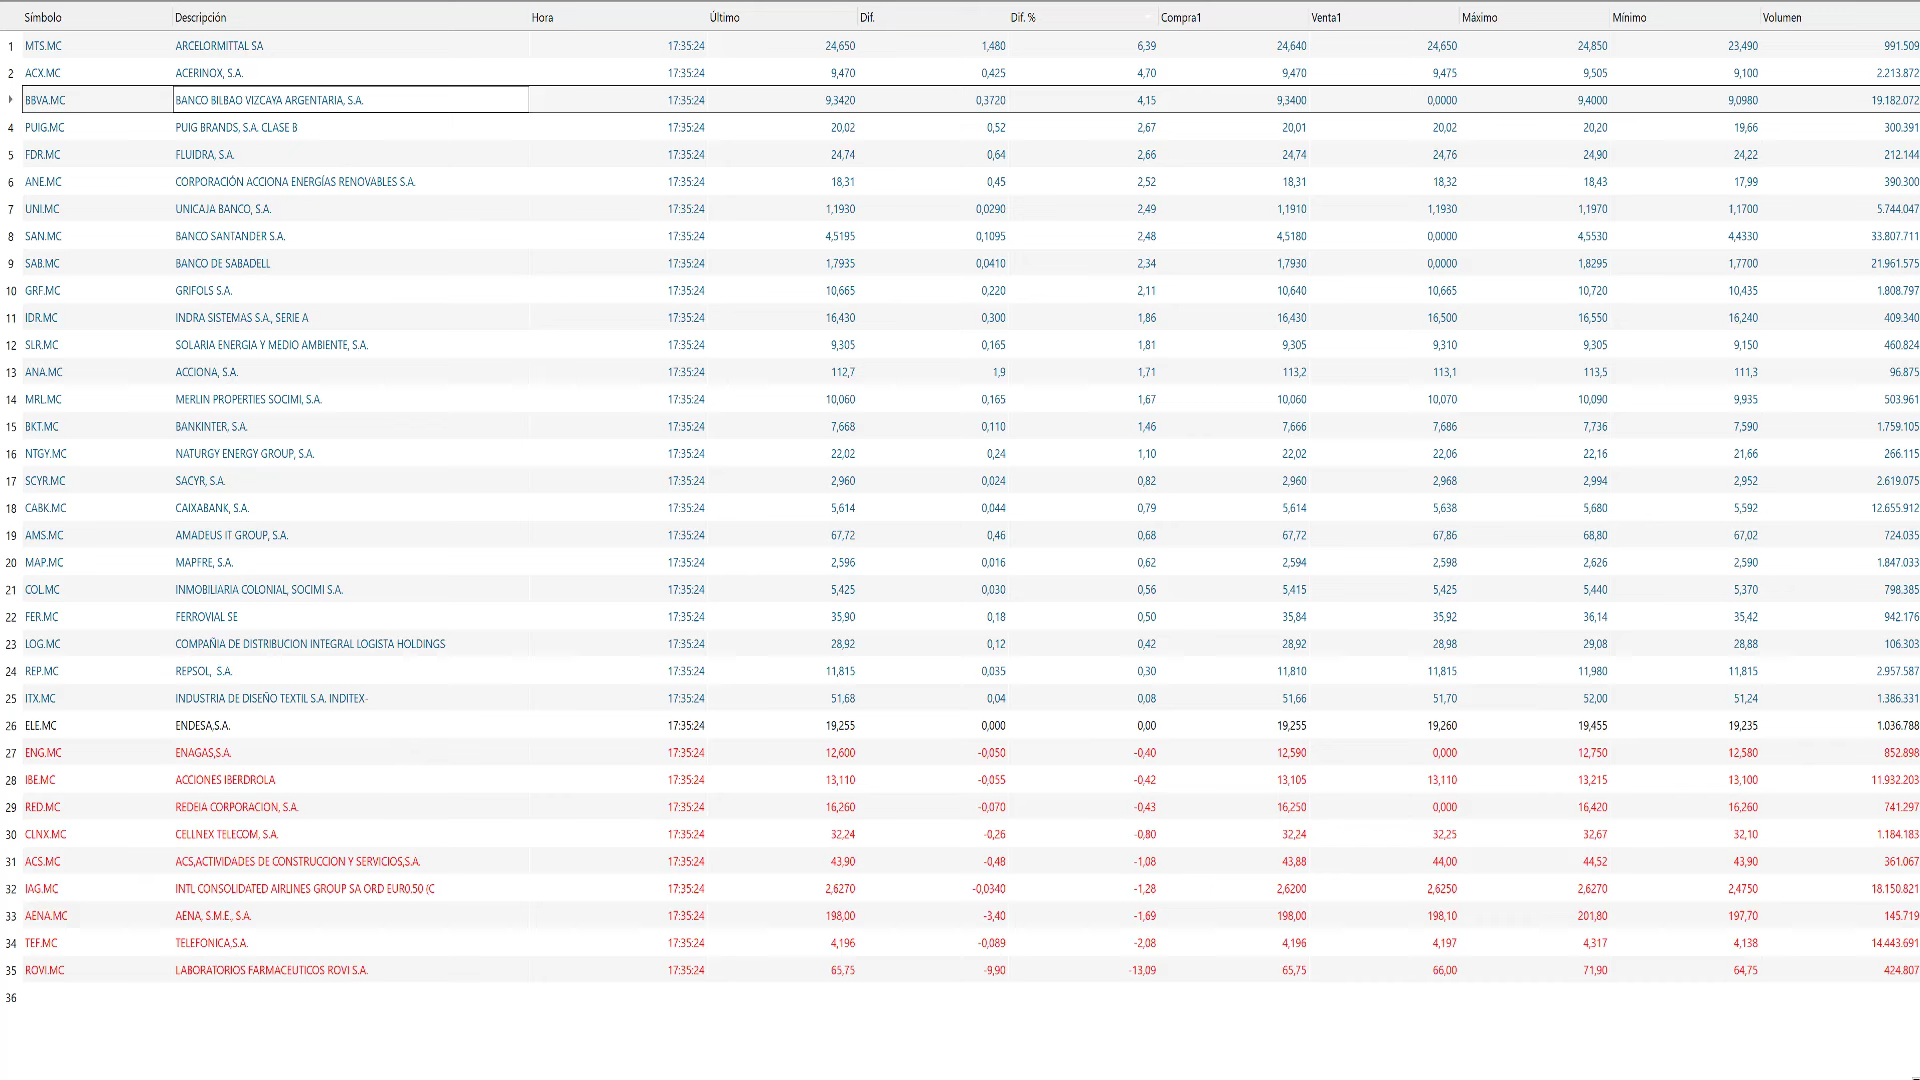 Símbolo Descripción Hora Último Dif. Dif. % Compra1 Venta1 Máximo Mínimo Volumen
1 MTS.MC ARCELORMITTAL SA 17:35:24 24,650 1,480 6,39 24,640 24,650 24,850 23,490 991.509
2 ACX.MC ACERINOX, S.A. 17:35:24 9,470 0,425 4,70 9,470 9,475 9,505 9,100 2.213.872
BBVA.MC BANCO BILBAO VIZCAYA ARGENTARIA, S.A. 17:35:24 9,3420 0,3720 4,15 9,3400 0,0000 9,4000 9,0980 19.182.072
4 PUIG.MC PUIG BRANDS, S.A. CLASE B 17:35:24 20,02 0,52 2,67 20,01 20,02 20,20 19,66 300.391
5 FDR.MC FLUIDRA, S.A. 17:35:24 24,74 0,64 2,66 24,74 24,76 24,90 24,22 212.144
6 ANE.MC CORPORACIÓN ACCIONA ENERGÍAS RENOVABLES S.A. 17:35:24 18,31 0,45 2,52 18,31 18,32 18,43 17,99 390.300
7 UNI.MC UNICAJA BANCO, S.A. 17:35:24 1,1930 0,0290 2,49 1,1910 1,1930 1,1970 1,1700 5.744.047
8 SAN.MC BANCO SANTANDER S.A. 17:35:24 4,5195 0,1095 2,48 4,5180 0,0000 4,5530 4,4330 33.807.711
9 SAB.MC BANCO DE SABADELL 17:35:24 1,7935 0,0410 2,34 1,7930 0,0000 1,8295 1,7700 21.961.575
10 GRF.MC GRIFOLS S.A. 17:35:24 10,665 0,220 2,11 10,640 10,665 10,720 10,435 1.808.797
11 IDR.MC INDRA SISTEMAS S.A., SERIE A 17:35:24 16,430 0,300 1,86 16,430 16,500 16,550 16,240 409.340
12 SLR.MC SOLARIA ENERGIA Y MEDIO AMBIENTE, S.A. 17:35:24 9,305 0,165 1,81 9,305 9,310 9,305 9,150 460.824
13 ANA.MC ACCIONA, S.A. 17:35:24 112,7 1,9 1,71 113,2 113,1 113,5 111,3 96.875
14 MRL.MC MERLIN PROPERTIES SOCIMI, S.A. 17:35:24 10,060 0,165 1,67 10,060 10,070 10,090 9,935 503.961
15 BKT.MC BANKINTER, S.A. 17:35:24 7,668 0,110 1,46 7,666 7,686 7,736 7,590 1.759.105
16 NTGY.MC NATURGY ENERGY GROUP, S.A. 17:35:24 22,02 0,24 1,10 22,02 22,06 22,16 21,66 266.115
17 SCYR.MC SACYR, S.A. 17:35:24 2,960 0,024 0,82 2,960 2,968 2,994 2,952 2.619.075
18 CABK.MC CAIXABANK, S.A. 17:35:24 5,614 0,044 0,79 5,614 5,638 5,680 5,592 12.655.912
19 AMS.MC AMADEUS IT GROUP, S.A. 17:35:24 67,72 0,46 0,68 67,72 67,86 68,80 67,02 724.035
20 MAP.MC MAPFRE, S.A. 17:35:24 2,596 0,016 0,62 2,594 2,598 2,626 2,590 1.847.033
21 COL.MC INMOBILIARIA COLONIAL, SOCIMI S.A. 17:35:24 5,425 0,030 0,56 5,415 5,425 5,440 5,370 798.385
22 FER.MC FERROVIAL SE 17:35:24 35,90 0,18 0,50 35,84 35,92 36,14 35,42 942.176
23 LOG.MC COMPAÑIA DE DISTRIBUCION INTEGRAL LOGISTA HOLDINGS 17:35:24 28,92 0,12 0,42 28,92 28,98 29,08 28,88 106.303
24 REP.MC REPSOL, S.A. 17:35:24 11,815 0,035 0,30 11,810 11,815 11,980 11,815 2.957.587
25 ITX.MC INDUSTRIA DE DISEÑO TEXTIL S.A. INDITEX- 17:35:24 51,68 0,04 0,08 51,66 51,70 52,00 51,24 1.386.331
26 ELE.MC ENDESA,S.A. 17:35:24 19,255 0,000 0,00 19,255 19,260 19,455 19,235 1.036.788
27 ENG.MC ENAGAS,S.A. 17:35:24 12,600 -0,050 -0,40 12,590 0,000 12,750 12,580 852.898
28 IBE.MC ACCIONES IBERDROLA 17:35:24 13,110 -0,055 -0,42 13,105 13,110 13,215 13,100 11.932.203
29 RED.MC REDEIA CORPORACION, S.A. 17:35:24 16,260 -0,070 -0,43 16,250 0,000 16,420 16,260 741.297
30 CLNX.MC CELLNEX TELECOM, S.A. 17:35:24 32,24 -0,26 -0,80 32,24 32,25 32,67 32,10 1.184.183
31 ACS.MC ACS,ACTIVIDADES DE CONSTRUCCION Y SERVICIOS,S.A. 17:35:24 43,90 -0,48 -1,08 43,88 44,00 44,52 43,90 361.067
32 IAG.MC INTL CONSOLIDATED AIRLINES GROUP SA ORD EUR0.50 (C 17:35:24 2,6270 -0,0340 -1,28 2,6200 2,6250 2,6270 2,4750 18.150.821
33 AENA.MC AENA, S.M.E., S.A. 17:35:24 198,00 -3,40 -1,69 198,00 198,10 201,80 197,70 145.719
34 TEF.MC TELEFONICA,S.A. 17:35:24 4,196 -0,089 -2,08 4,196 4,197 4,317 4,138 14.443.691
35 ROVI.MC LABORATORIOS FARMACEUTICOS ROVI S.A. 17:35:24 65,75 -9,90 -13,09 65,75 66,00 71,90 64,75 424.807
36